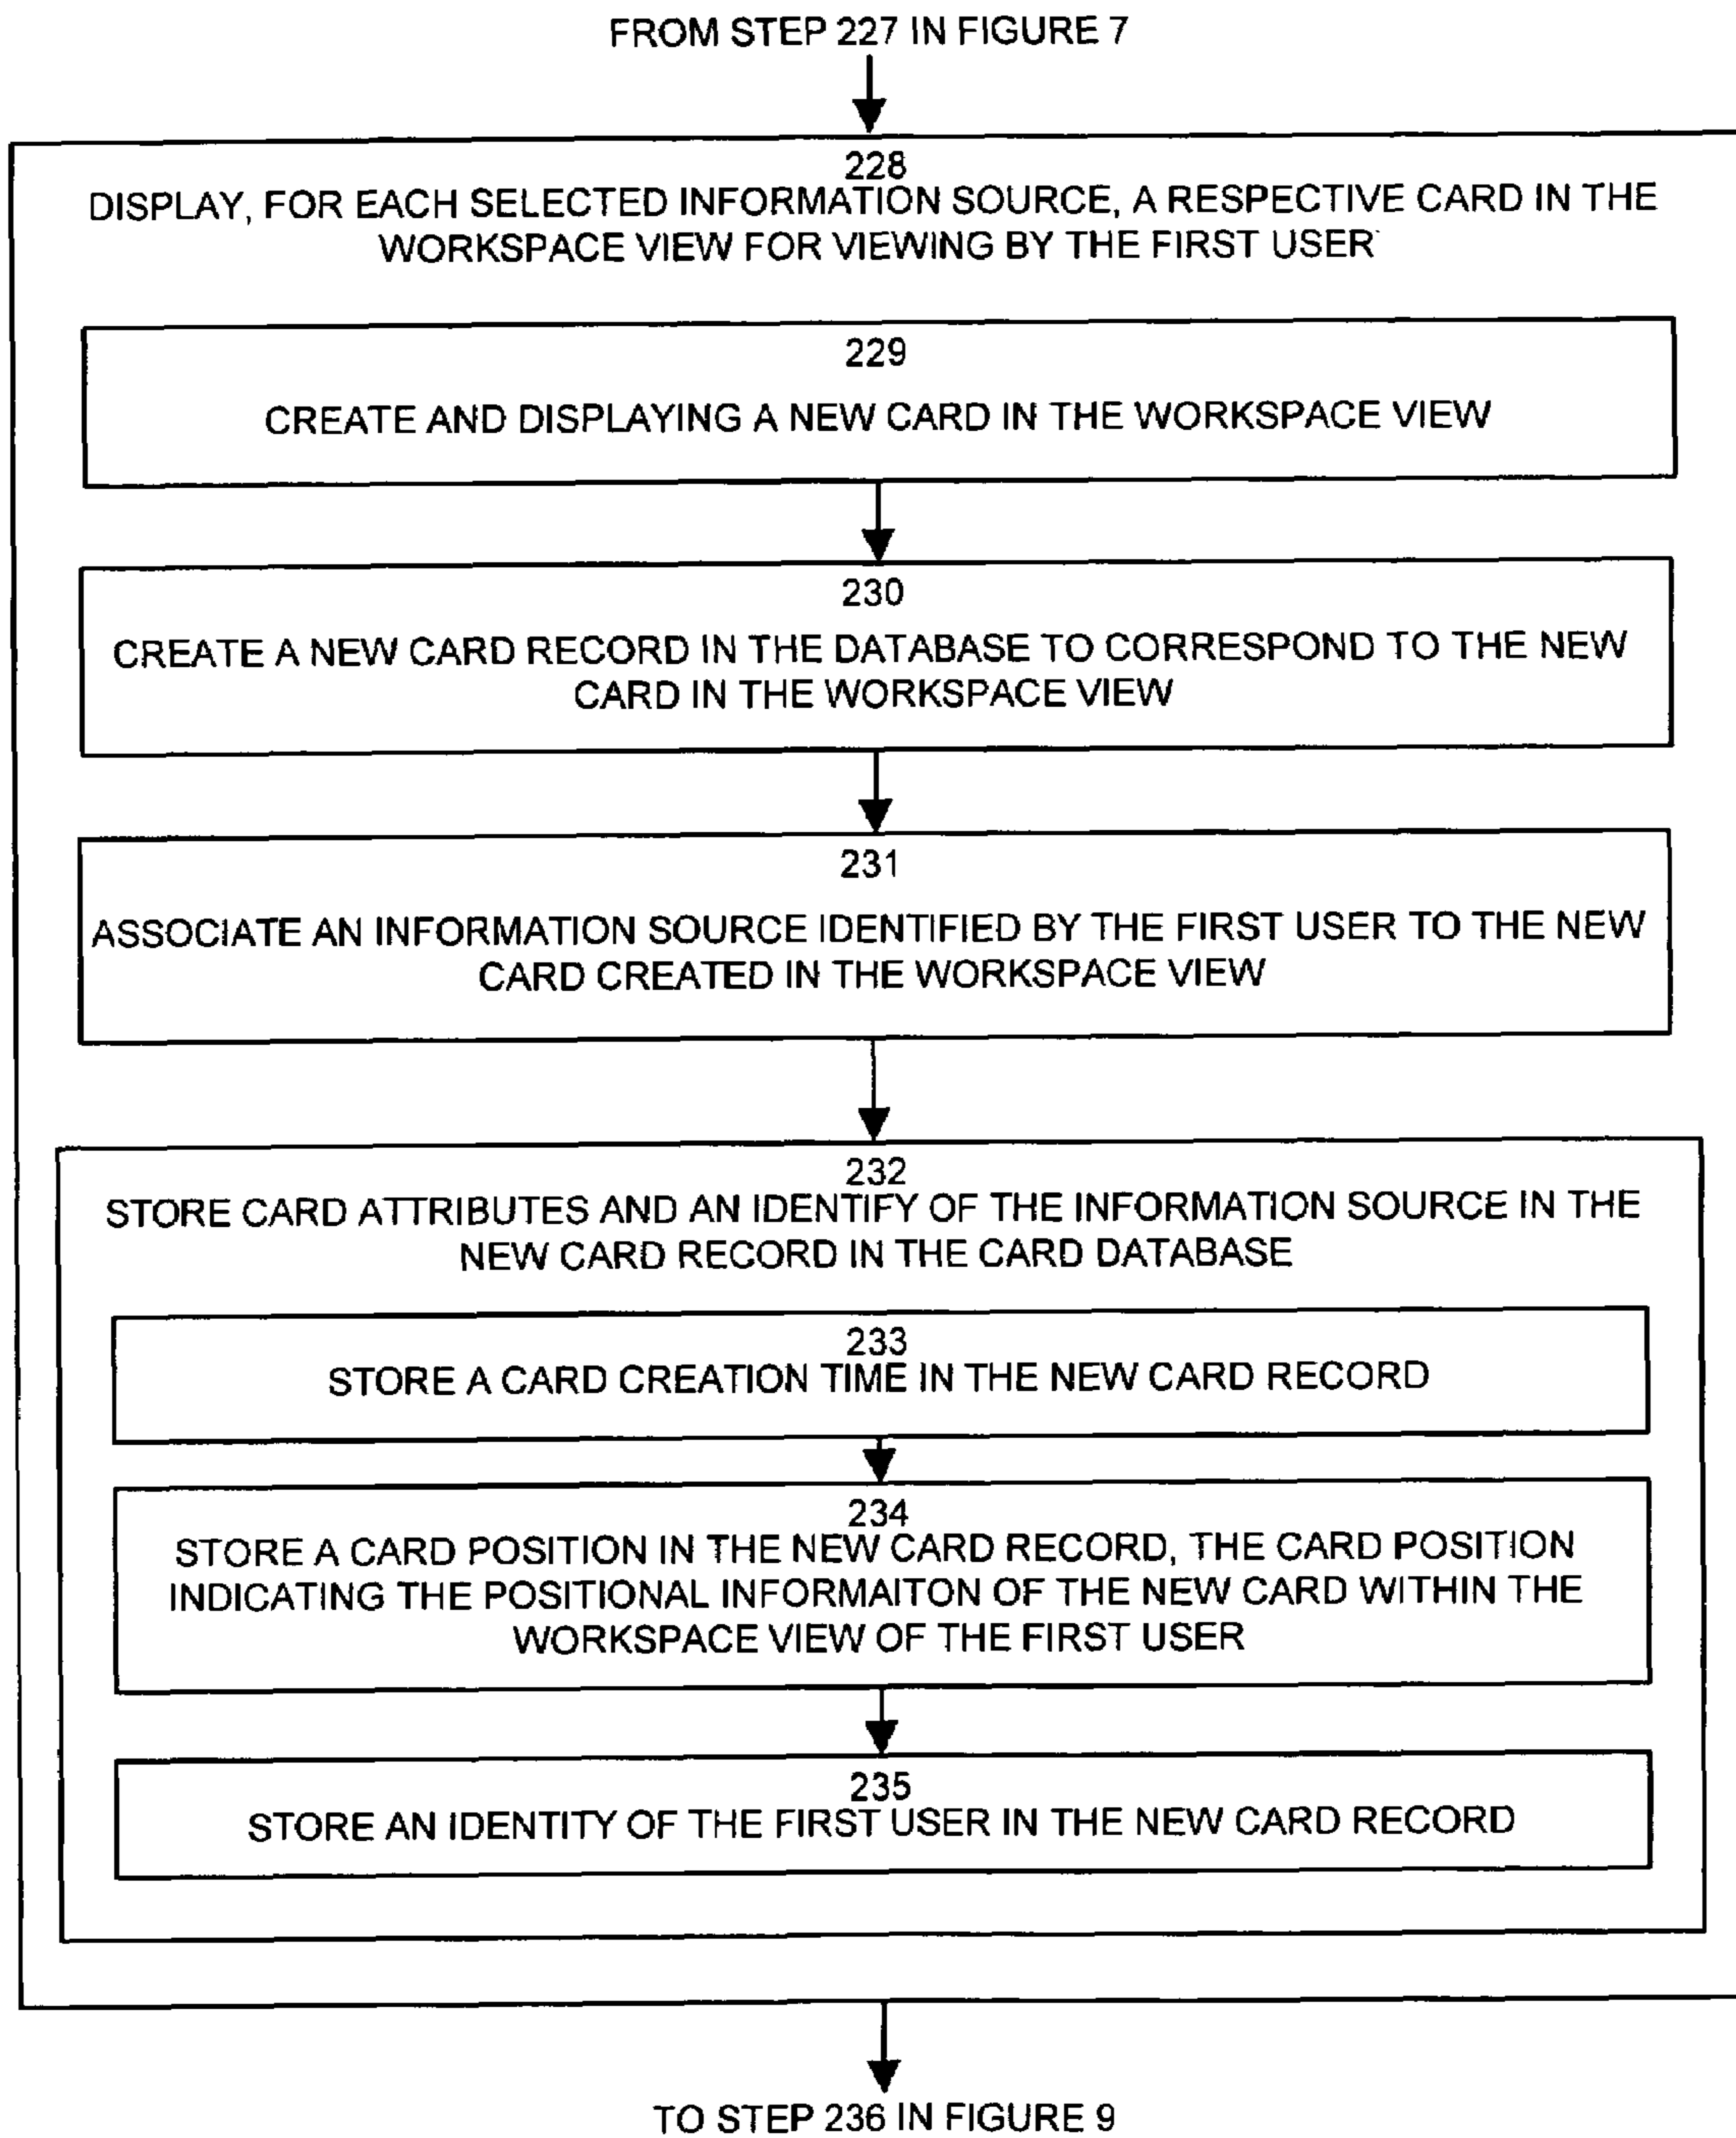 FROM STEP 227 IN FIGURE 7
228
DISPLAY, FOR EACH SELECTED INFORMATION SOURCE, A RESPECTIVE CARD IN THE
WORKSPACE VIEW FOR VIEWING BY THE FIRST USER
229
CREATE AND DISPLAYING A NEW CARD IN THE WORKSPACE VIEW
230
CREATE A NEW CARD RECORD IN THE DATABASE TO CORRESPOND TO THE NEW
CARD IN THE WORKSPACE VIEW
231
ASSOCIATE AN INFORMATION SOURCE IDENTIFIED BY THE FIRST USER TO THE NEW
CARD CREATED IN THE WORKSPACE VIEW
232
STORE CARD ATTRIBUTES AND AN IDENTIFY OF THE INFORMATION SOURCE IN THE
NEW CARD RECORD IN THE CARD DATABASE
233
STORE A CARD CREATION TIME IN THE NEW CARD RECORD
234
STORE A CARD POSITION IN THE NEW CARD RECORD, THE CARD POSITION
INDICATING THE POSITIONAL INFORMAITON OF THE NEW CARD WITHIN THE
WORKSPACE VIEW OF THE FIRST USER
235
STORE AN IDENTITY OF THE FIRST USER IN THE NEW CARD RECORD
TO STEP 236 IN FIGURE 9